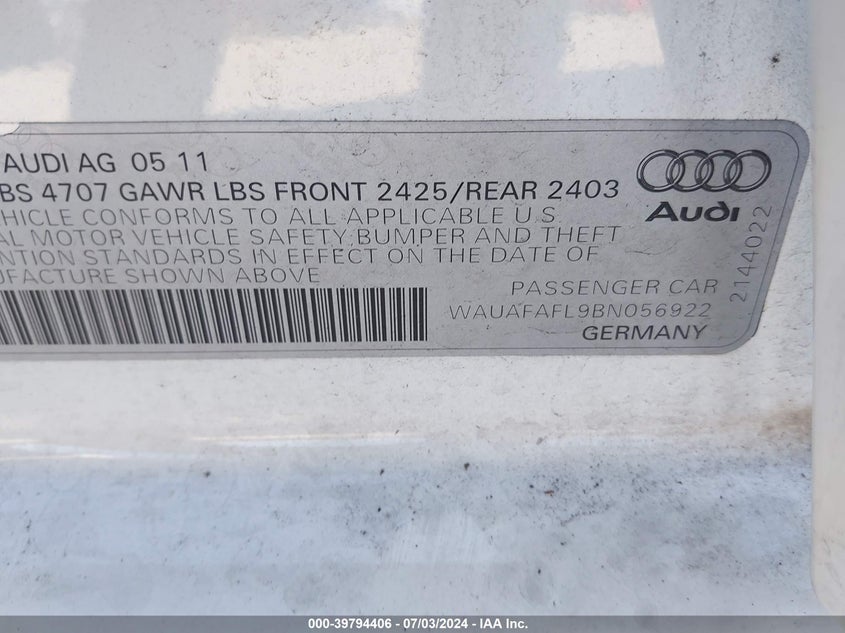 AUDI AG 05 11
BS 4707 GAWR LBS FRONT 2425/REAR 2403
EHICLE CONFORMS TO ALL APPLICABLE U.S.
AL MOTOR VEHICLE SAFETY, BUMPER AND THEFT
ENTION STANDARDS IN EFFECT ON THE DATE OF
UFACTURE SHOWN ABOVE
Audi
2144022
PASSENGER CAR
WAUAFAFL9BN056922
GERMANY
000-39794406 - 07/03/2024 - IAA Inc.